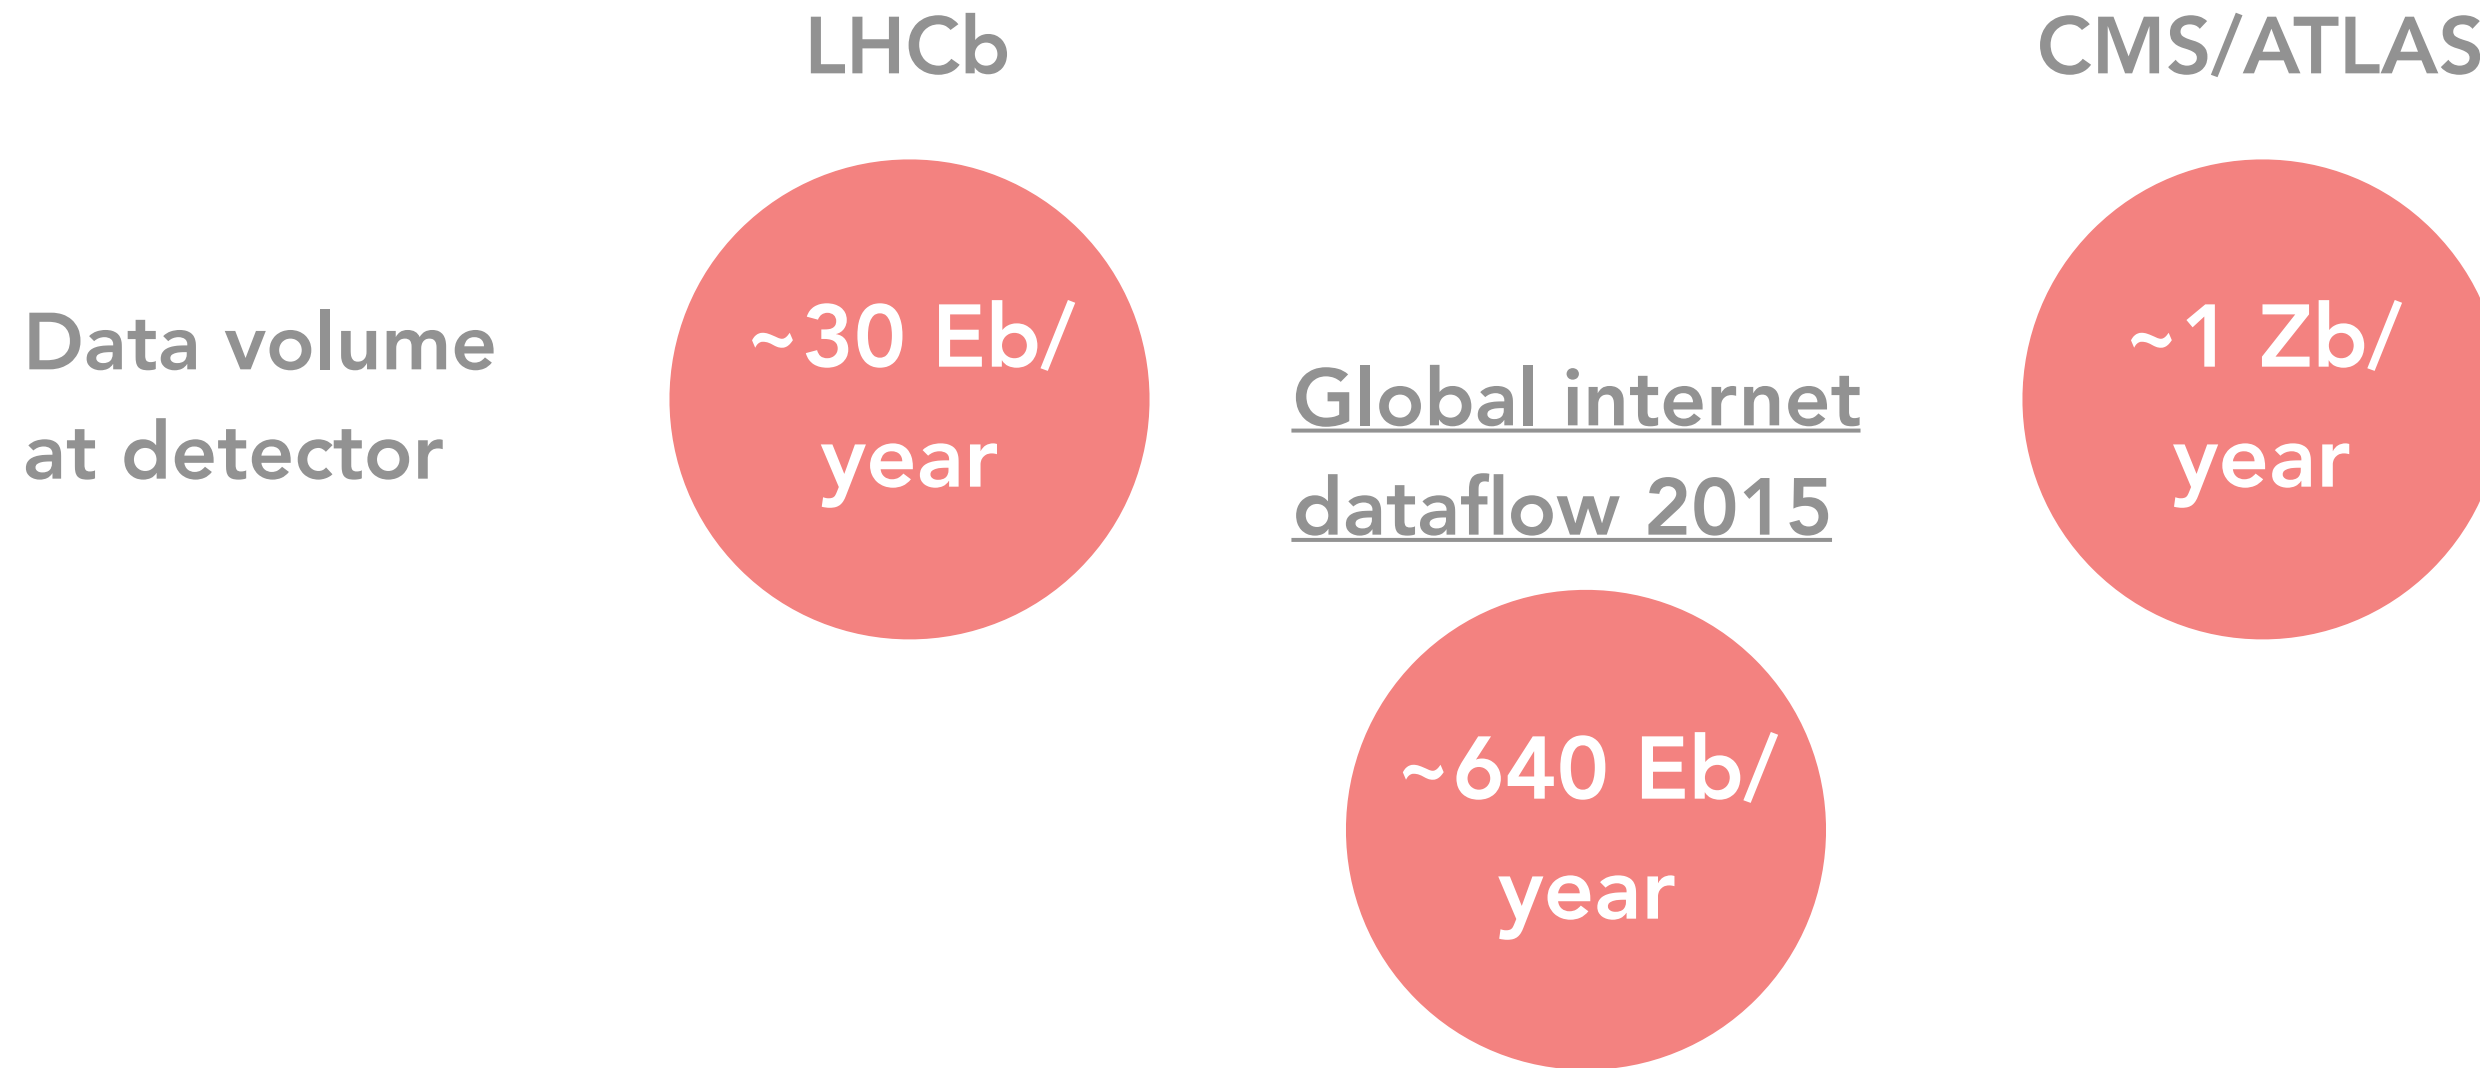 LHCb
CMS/ATLAS
Data volume
at detector
~30 Eb/
year
Global internet
dataflow 2015
~640 Eb/
year
~1 Zb/
year